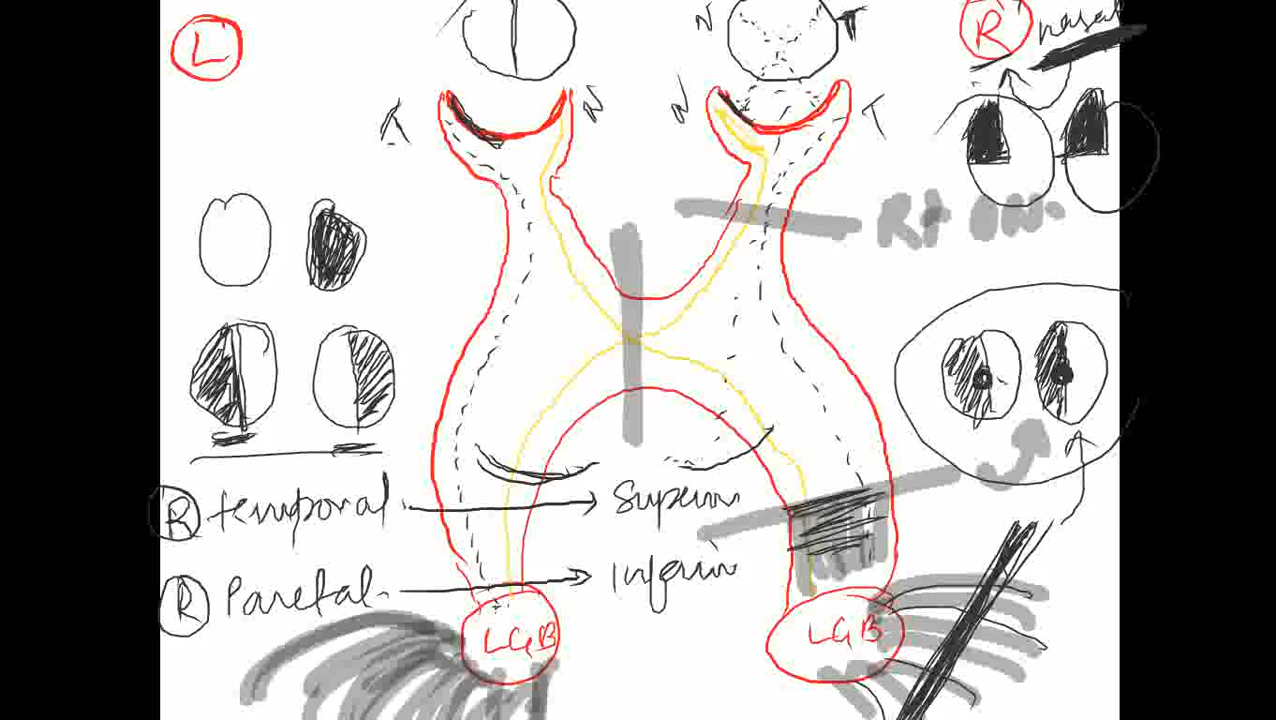 L
N
T
R nasal
T
N
N
T
Rt ON.
R temporal
Superior
R Parietal.
Inferior
LGB
LGB